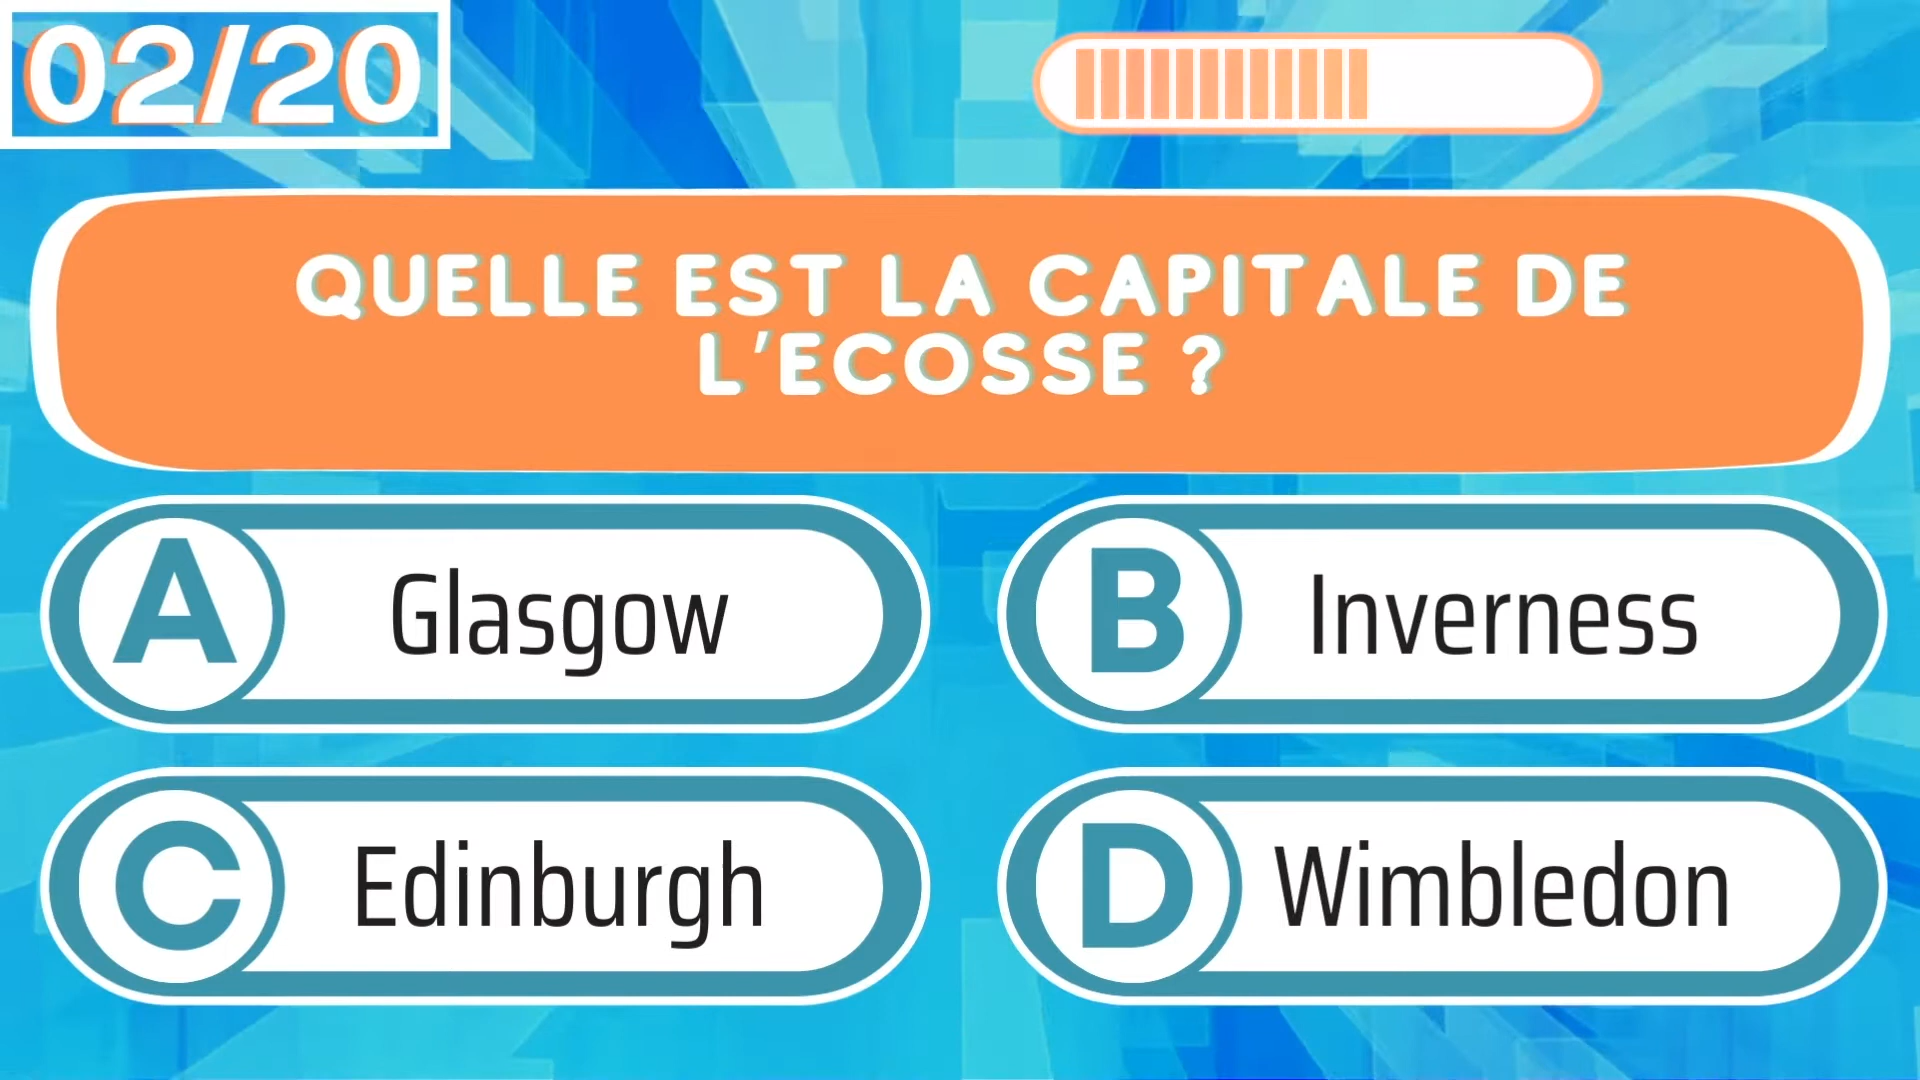 02/20
QUELLE EST LA CAPITALE DE
L'ECOSSE ?
A Glasgow
B Inverness
C Edinburgh
D Wimbledon